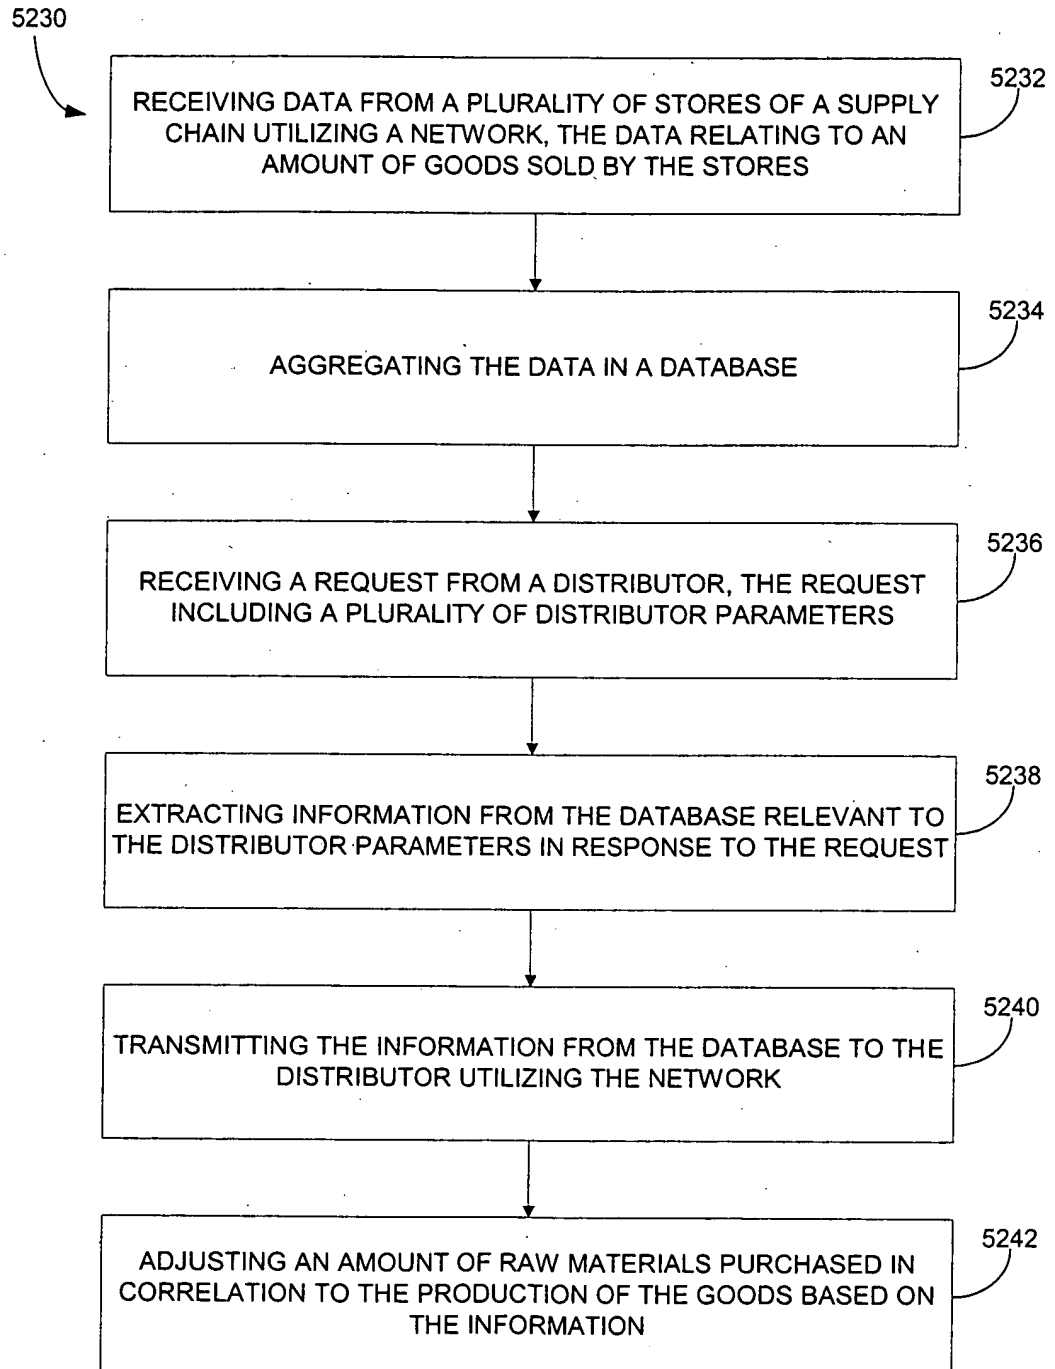 5230
5232
RECEIVING DATA FROM A PLURALITY OF STORES OF A SUPPLY
CHAIN UTILIZING A NETWORK, THE DATA RELATING TO AN
AMOUNT OF GOODS SOLD BY THE STORES
5234
AGGREGATING THE DATA IN A DATABASE
5236
RECEIVING A REQUEST FROM A DISTRIBUTOR, THE REQUEST
INCLUDING A PLURALITY OF DISTRIBUTOR PARAMETERS
5238
EXTRACTING INFORMATION FROM THE DATABASE RELEVANT TO
THE DISTRIBUTOR PARAMETERS IN RESPONSE TO THE REQUEST
5240
TRANSMITTING THE INFORMATION FROM THE DATABASE TO THE
DISTRIBUTOR UTILIZING THE NETWORK
5242
ADJUSTING AN AMOUNT OF RAW MATERIALS PURCHASED IN
CORRELATION TO THE PRODUCTION OF THE GOODS BASED ON
THE INFORMATION